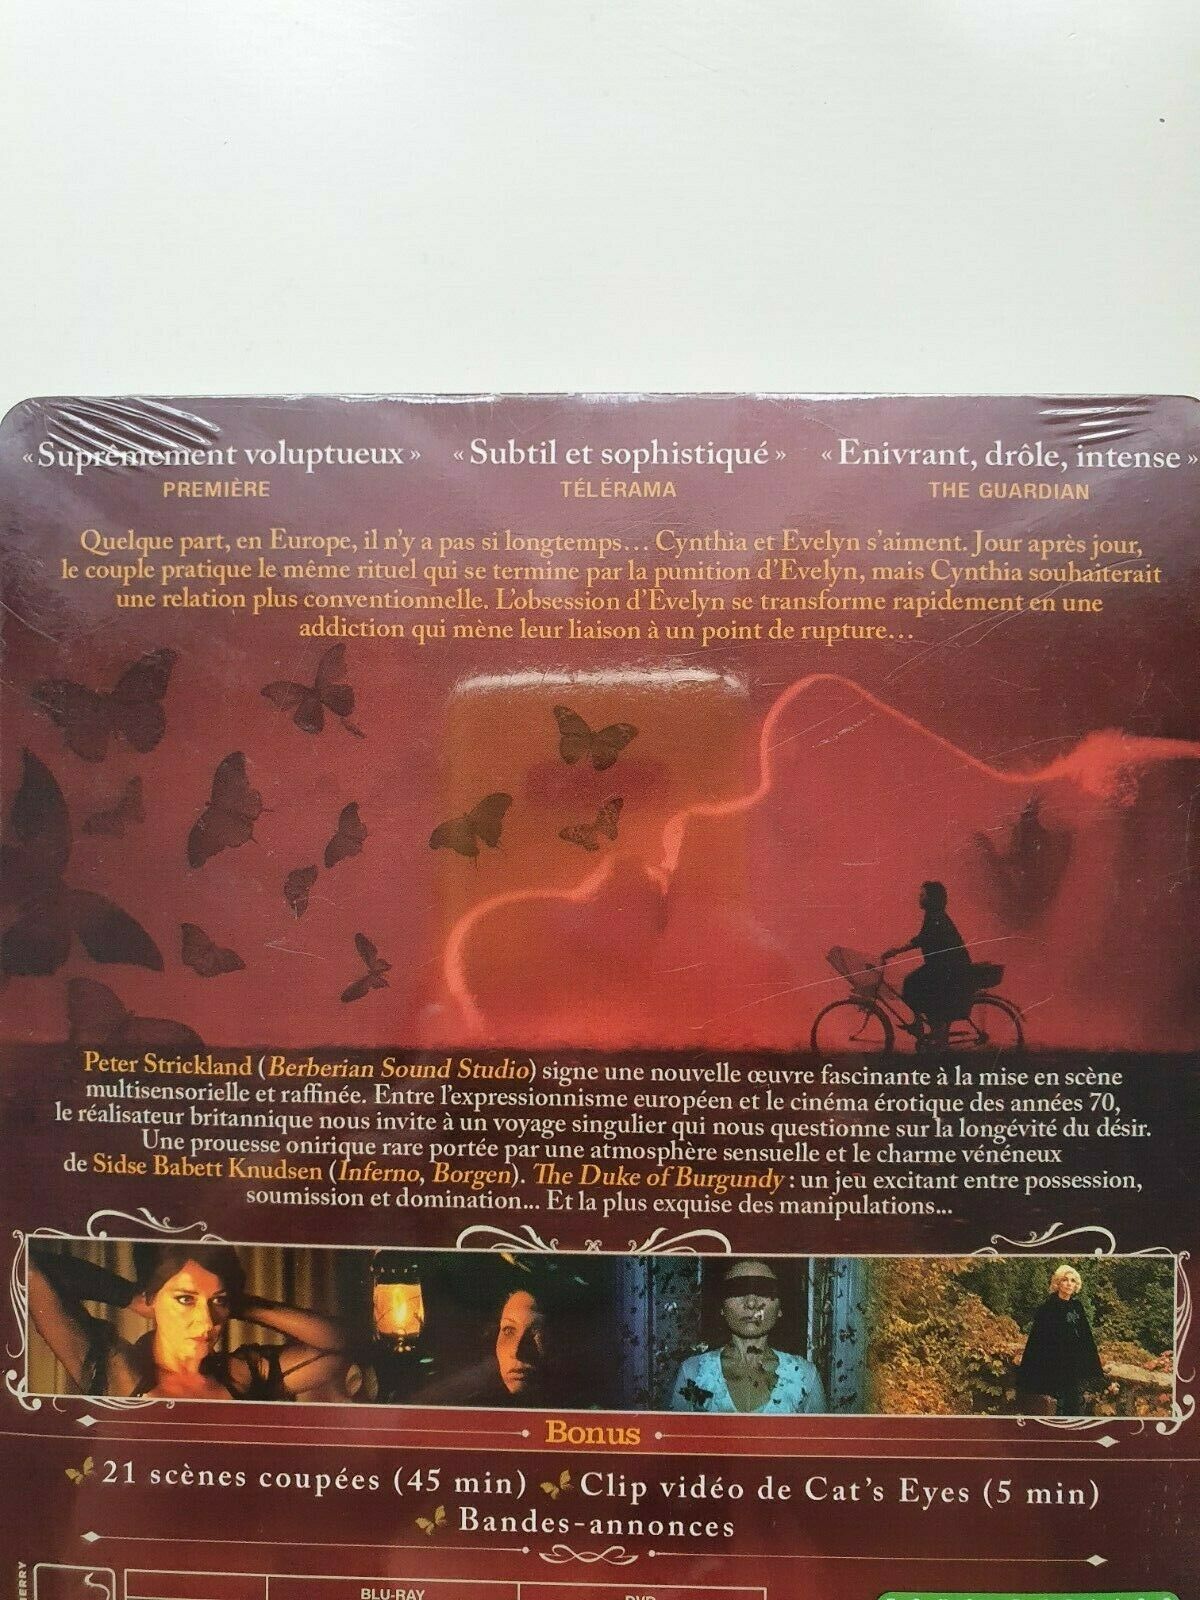 « Suprêmement voluptueux » « Subtil et sophistiqué » « Enivrant, drôle, intense »
PREMIÈRE TÉLÉRAMA THE GUARDIAN
Quelque part, en Europe, il n'y a pas si longtemps... Cynthia et Evelyn s'aiment. Jour après jour,
le couple pratique le même rituel qui se termine par la punition d'Evelyn, mais Cynthia souhaiterait
une relation plus conventionnelle. L'obsession d'Evelyn se transforme rapidement en une
addiction qui mène leur liaison à un point de rupture...
Peter Strickland (Berberian Sound Studio) signe une nouvelle œuvre fascinante à la mise en scène
multisensorielle et raffinée. Entre l'expressionnisme européen et le cinéma érotique des années 70,
le réalisateur britannique nous invite à un voyage singulier qui nous questionne sur la longévité du désir.
Une prouesse onirique rare portée par une atmosphère sensuelle et le charme vénéneux
de Sidse Babett Knudsen (Inferno, Borgen). The Duke of Burgundy : un jeu excitant entre possession,
soumission et domination... Et la plus exquise des manipulations...
Bonus
21 scènes coupées (45 min) Clip vidéo de Cat's Eyes (5 min)
Bandes-annonces
BLU-RAY DVD